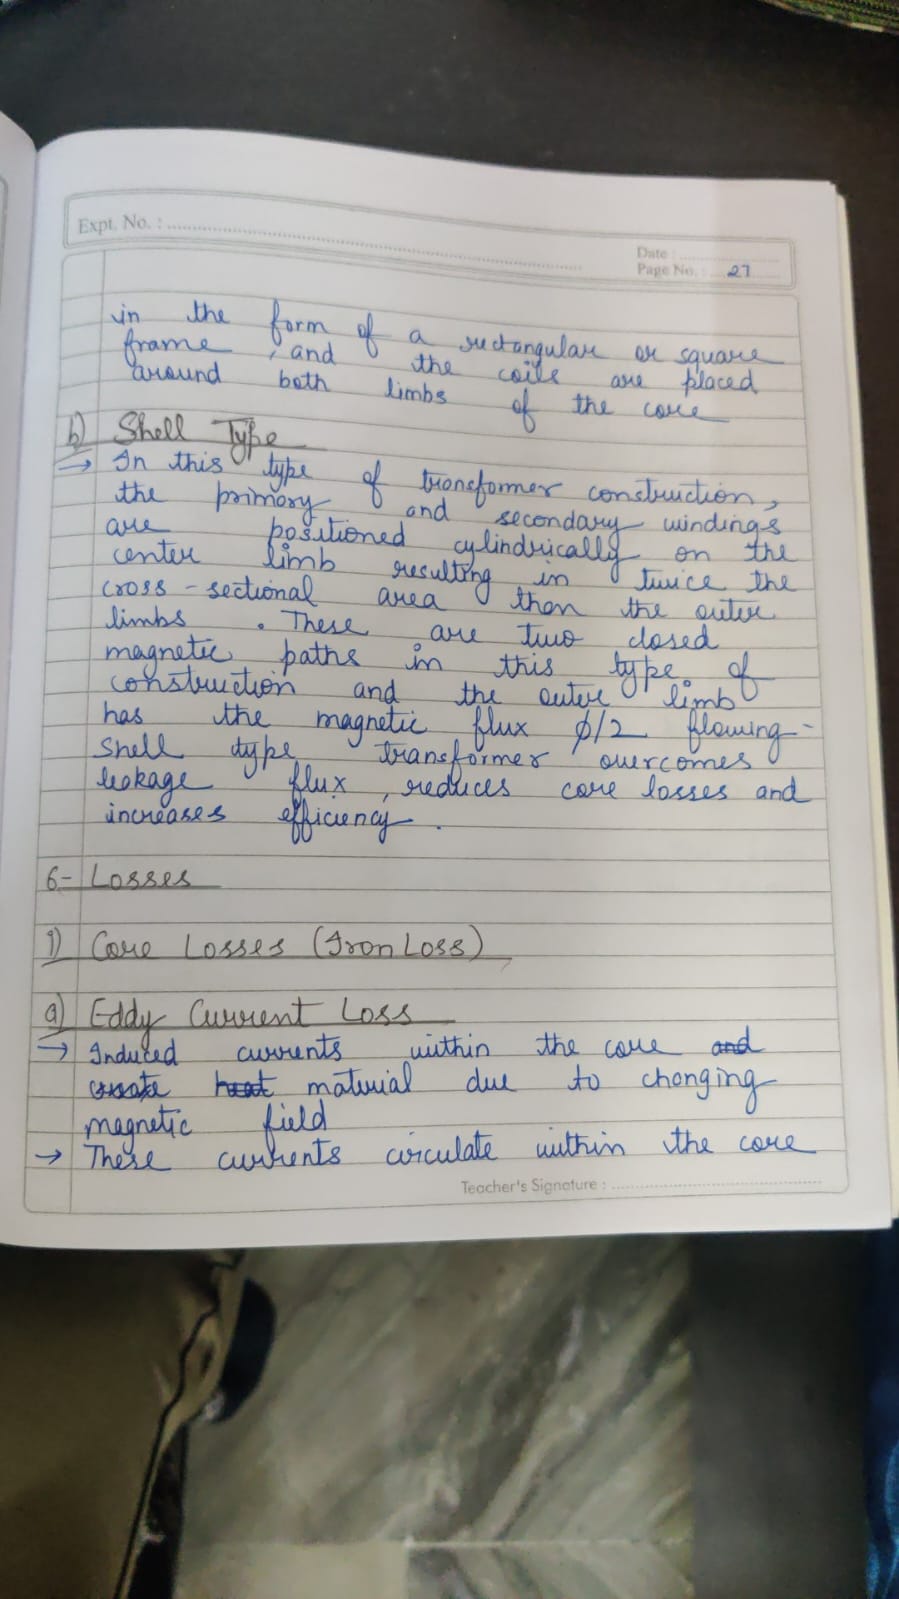 Expt. No. :
Date :
Page No. : 27
in the form of a rectangular or square
frame, and the coils are placed
around both limbs of the core
b) Shell Type
→ In this type of transformer construction,
the primary and secondary windings
are positioned cylindrically on the
center limb resulting in twice the
cross-sectional area than the outer
limbs . These are two closed
magnetic paths in this type of
construction and the outer limb
has the magnetic flux ϕ/2 flowing-
Shell type transformer overcomes
leakage flux, reduces core losses and
increases efficiency.
6- Losses
1) Core Losses (Iron Loss)
a) Eddy Current Loss
→ Induced currents within the core and
create heat material due to changing
magnetic field
→ These currents circulate within the core
Teacher's Signature :